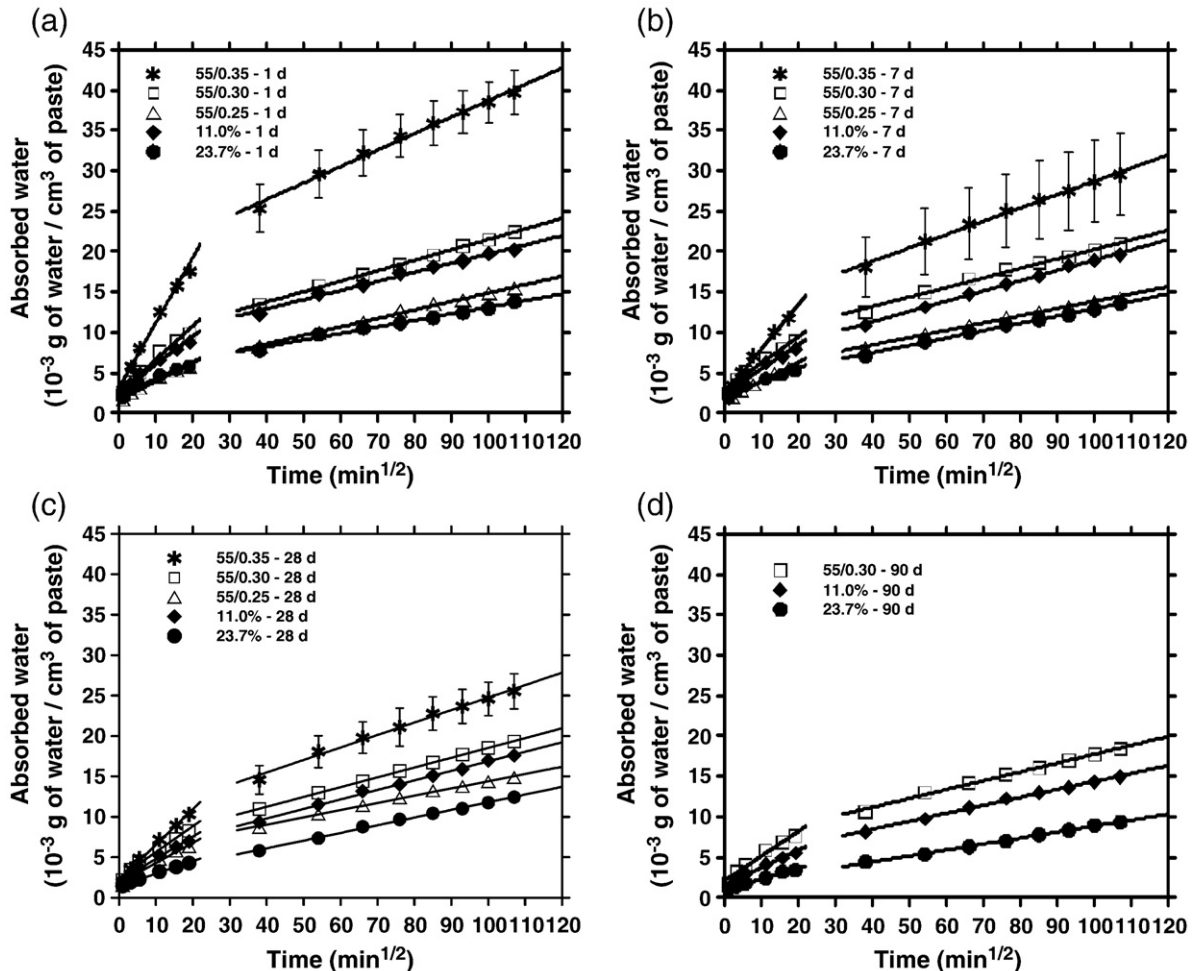 (a)
45
40
35
30
25
20
15
10
5
0
Absorbed water
(10⁻³ g of water / cm³ of paste)
55/0.35 - 1 d
55/0.30 - 1 d
55/0.25 - 1 d
11.0% - 1 d
23.7% - 1 d
0 10 20 30 40 50 60 70 80 90 100 110 120
Time (min¹/²)
(b)
45
40
35
30
25
20
15
10
5
0
Absorbed water
(10⁻³ g of water / cm³ of paste)
55/0.35 - 7 d
55/0.30 - 7 d
55/0.25 - 7 d
11.0% - 7 d
23.7% - 7 d
0 10 20 30 40 50 60 70 80 90 100 110 120
Time (min¹/²)
(c)
45
40
35
30
25
20
15
10
5
0
Absorbed water
(10⁻³ g of water / cm³ of paste)
55/0.35 - 28 d
55/0.30 - 28 d
55/0.25 - 28 d
11.0% - 28 d
23.7% - 28 d
0 10 20 30 40 50 60 70 80 90 100 110 120
Time (min¹/²)
(d)
45
40
35
30
25
20
15
10
5
0
Absorbed water
(10⁻³ g of water / cm³ of paste)
55/0.30 - 90 d
11.0% - 90 d
23.7% - 90 d
0 10 20 30 40 50 60 70 80 90 100 110 120
Time (min¹/²)